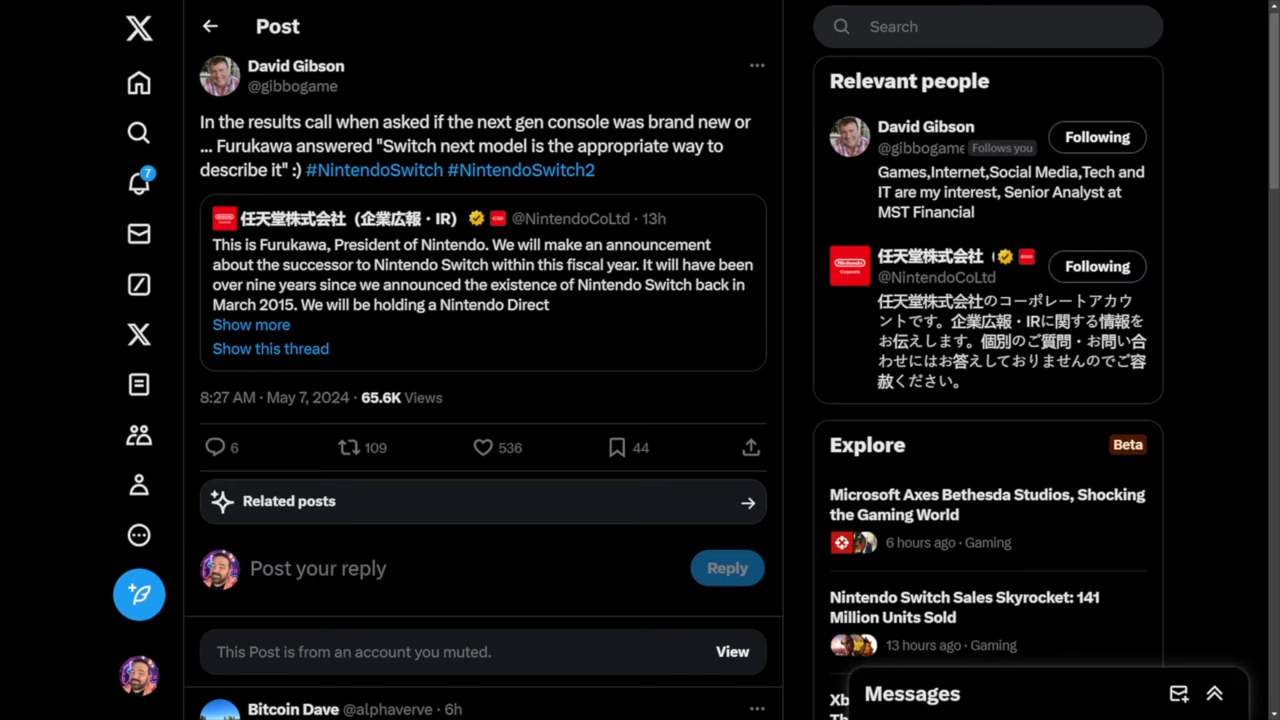 Post
David Gibson
@gibbogame
In the results call when asked if the next gen console was brand new or
... Furukawa answered "Switch next model is the appropriate way to
describe it" :) #NintendoSwitch #NintendoSwitch2
任天堂株式会社（企業広報・IR） @NintendoCoLtd · 13h
This is Furukawa, President of Nintendo. We will make an announcement
about the successor to Nintendo Switch within this fiscal year. It will have been
over nine years since we announced the existence of Nintendo Switch back in
March 2015. We will be holding a Nintendo Direct
Show more
Show this thread
8:27 AM · May 7, 2024 · 65.6K Views
6 109 536 44
Related posts
Post your reply
Reply
This Post is from an account you muted.
View
Bitcoin Dave @alphaverve · 6h
7
Search
Relevant people
David Gibson
@gibbogame Follows you
Following
Games,Internet,Social Media,Tech and
IT are my interest, Senior Analyst at
MST Financial
任天堂株式会社（
@NintendoCoLtd
Following
任天堂株式会社のコーポレートアカウ
ントです。企業広報・IRに関する情報を
お伝えします。個別のご質問・お問い合
わせにはお答えしておりませんのでご容
赦ください。
Explore
Beta
Microsoft Axes Bethesda Studios, Shocking
the Gaming World
6 hours ago · Gaming
Nintendo Switch Sales Skyrocket: 141
Million Units Sold
13 hours ago · Gaming
Xb
Messages